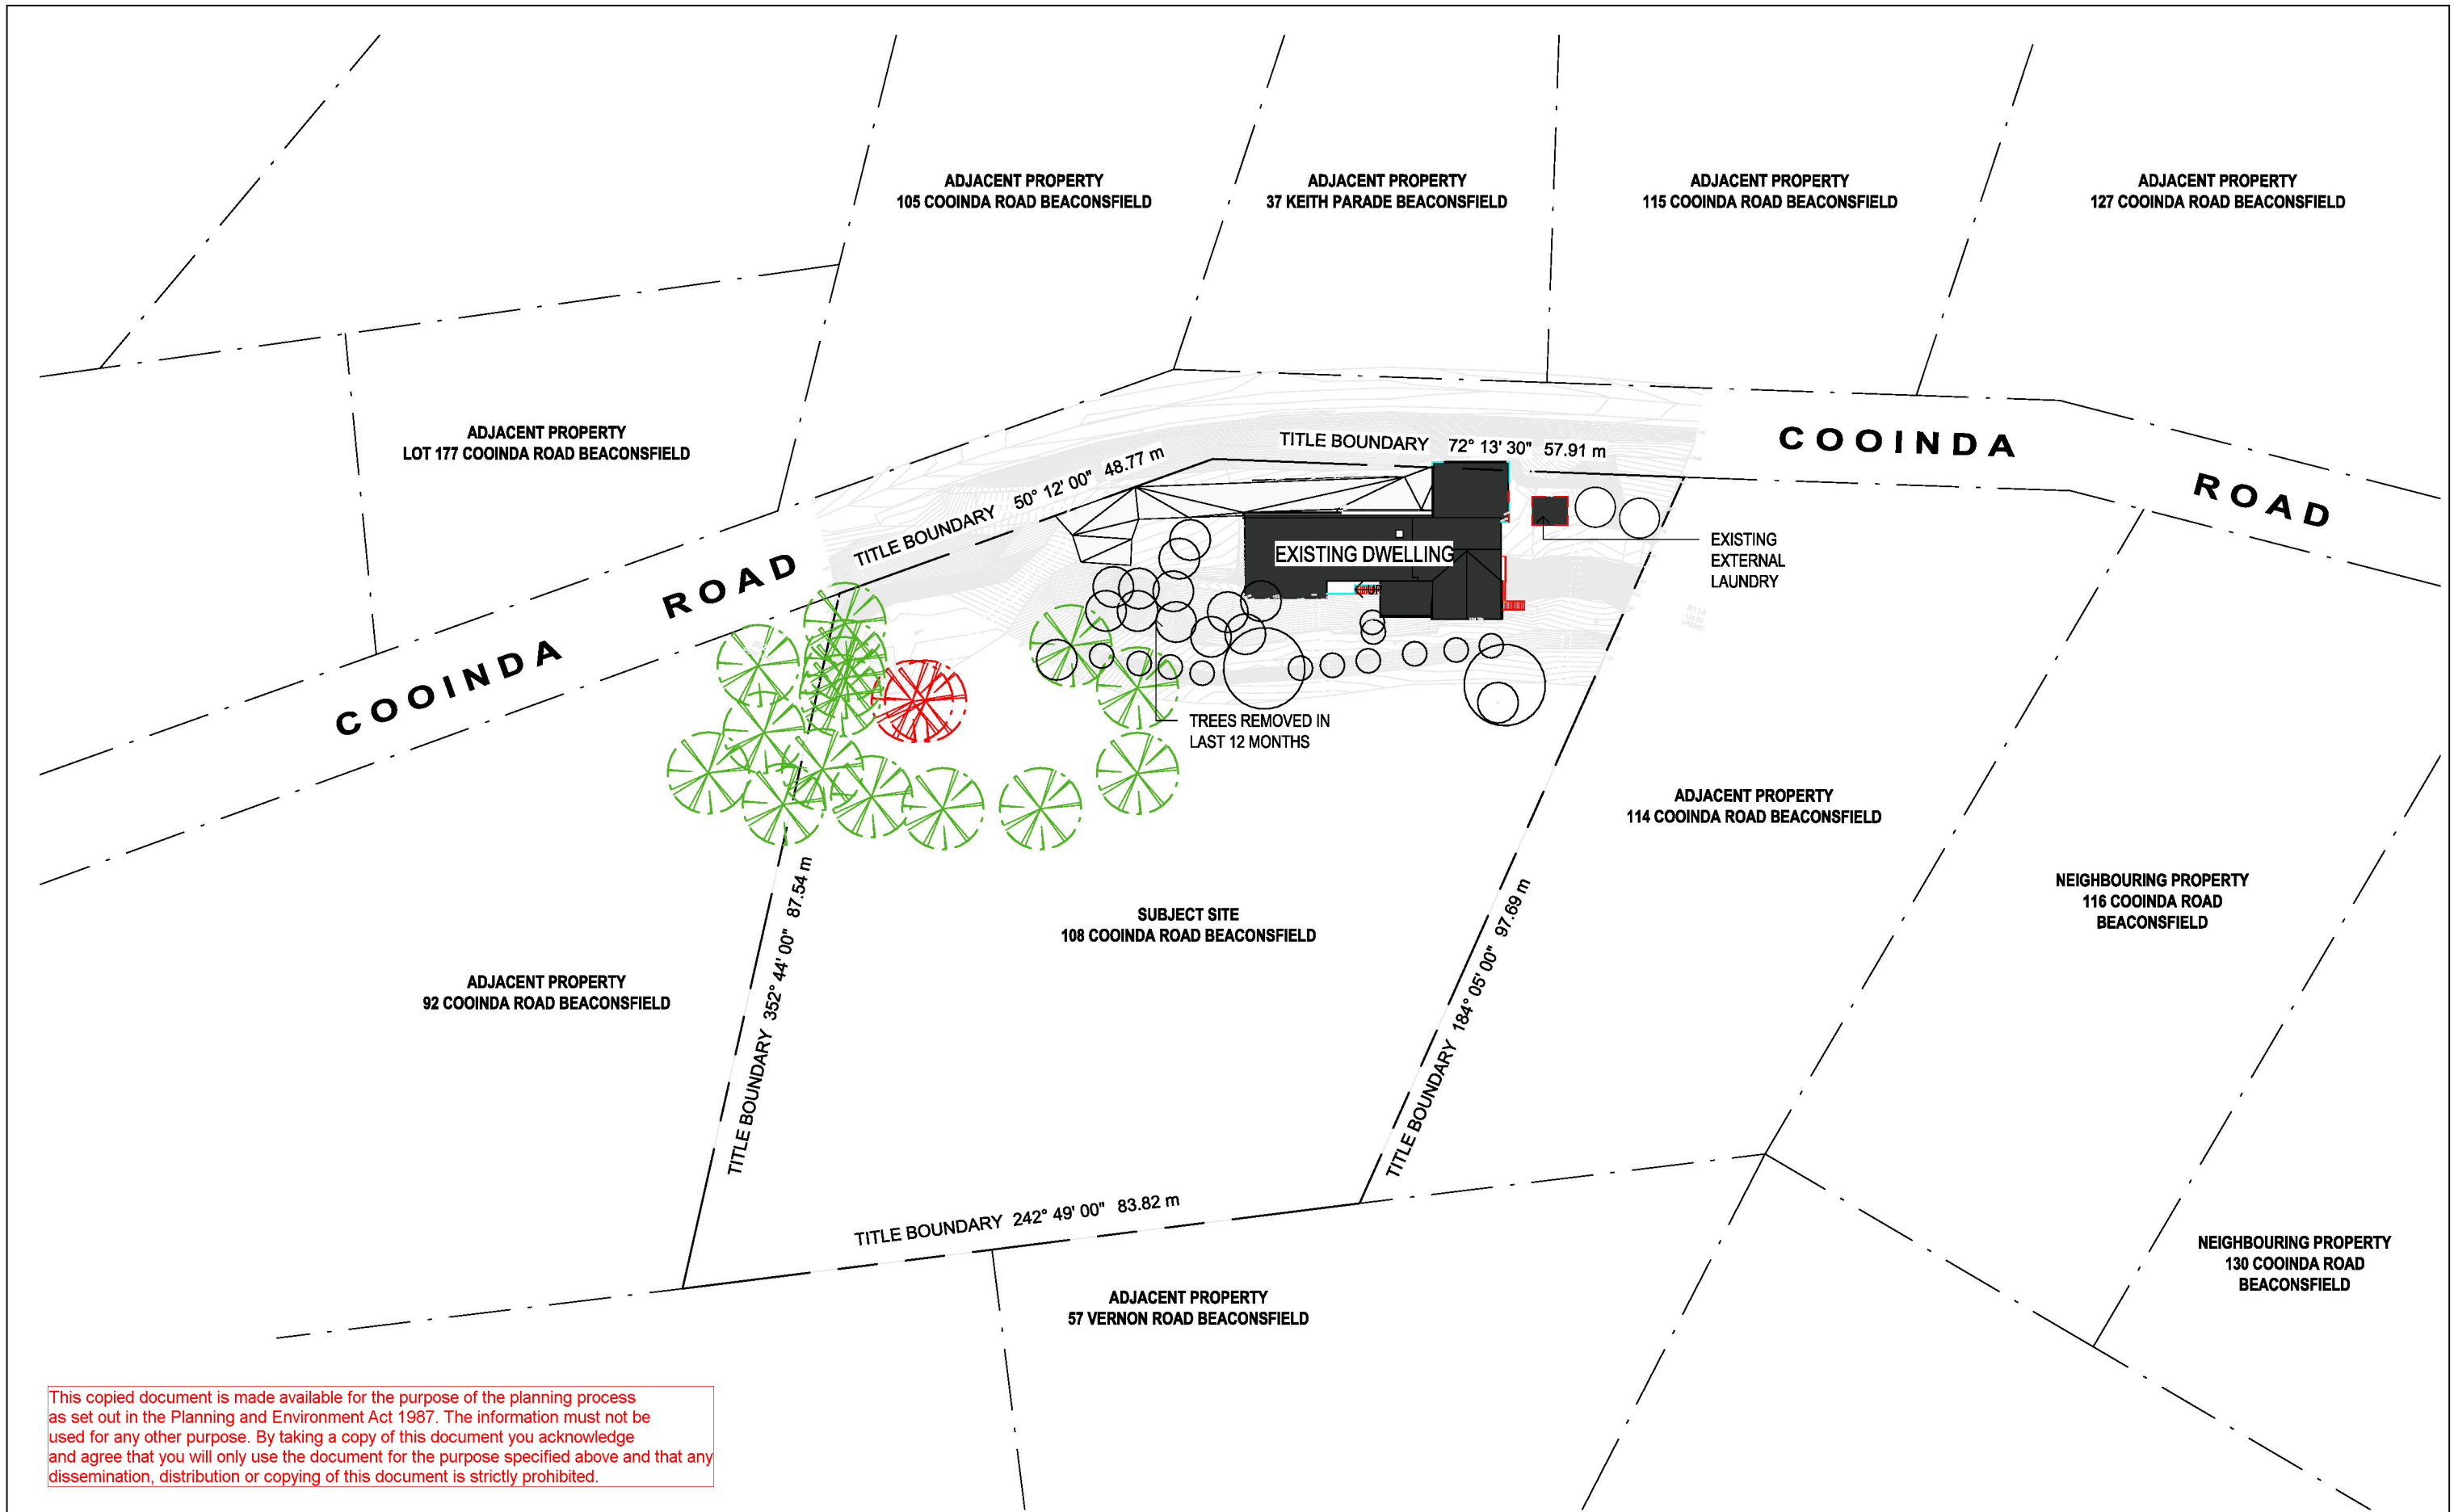 ADJACENT PROPERTY
105 COOINDA ROAD BEACONSFIELD
ADJACENT PROPERTY
37 KEITH PARADE BEACONSFIELD
ADJACENT PROPERTY
115 COOINDA ROAD BEACONSFIELD
ADJACENT PROPERTY
127 COOINDA ROAD BEACONSFIELD
ADJACENT PROPERTY
LOT 177 COOINDA ROAD BEACONSFIELD
TITLE BOUNDARY 50° 12' 00" 48.77 m
TITLE BOUNDARY 72° 13' 30" 57.91 m
COOINDA
ROAD
COOINDA
ROAD
EXISTING DWELLING
UP
EXISTING
EXTERNAL
LAUNDRY
TREES REMOVED IN
LAST 12 MONTHS
ADJACENT PROPERTY
114 COOINDA ROAD BEACONSFIELD
NEIGHBOURING PROPERTY
116 COOINDA ROAD
BEACONSFIELD
SUBJECT SITE
108 COOINDA ROAD BEACONSFIELD
ADJACENT PROPERTY
92 COOINDA ROAD BEACONSFIELD
TITLE BOUNDARY 352° 44' 00" 87.54 m
TITLE BOUNDARY 184° 05' 00" 97.69 m
TITLE BOUNDARY 242° 49' 00" 83.82 m
NEIGHBOURING PROPERTY
130 COOINDA ROAD
BEACONSFIELD
ADJACENT PROPERTY
57 VERNON ROAD BEACONSFIELD
This copied document is made available for the purpose of the planning process
as set out in the Planning and Environment Act 1987. The information must not be
used for any other purpose. By taking a copy of this document you acknowledge
and agree that you will only use the document for the purpose specified above and that any
dissemination, distribution or copying of this document is strictly prohibited.